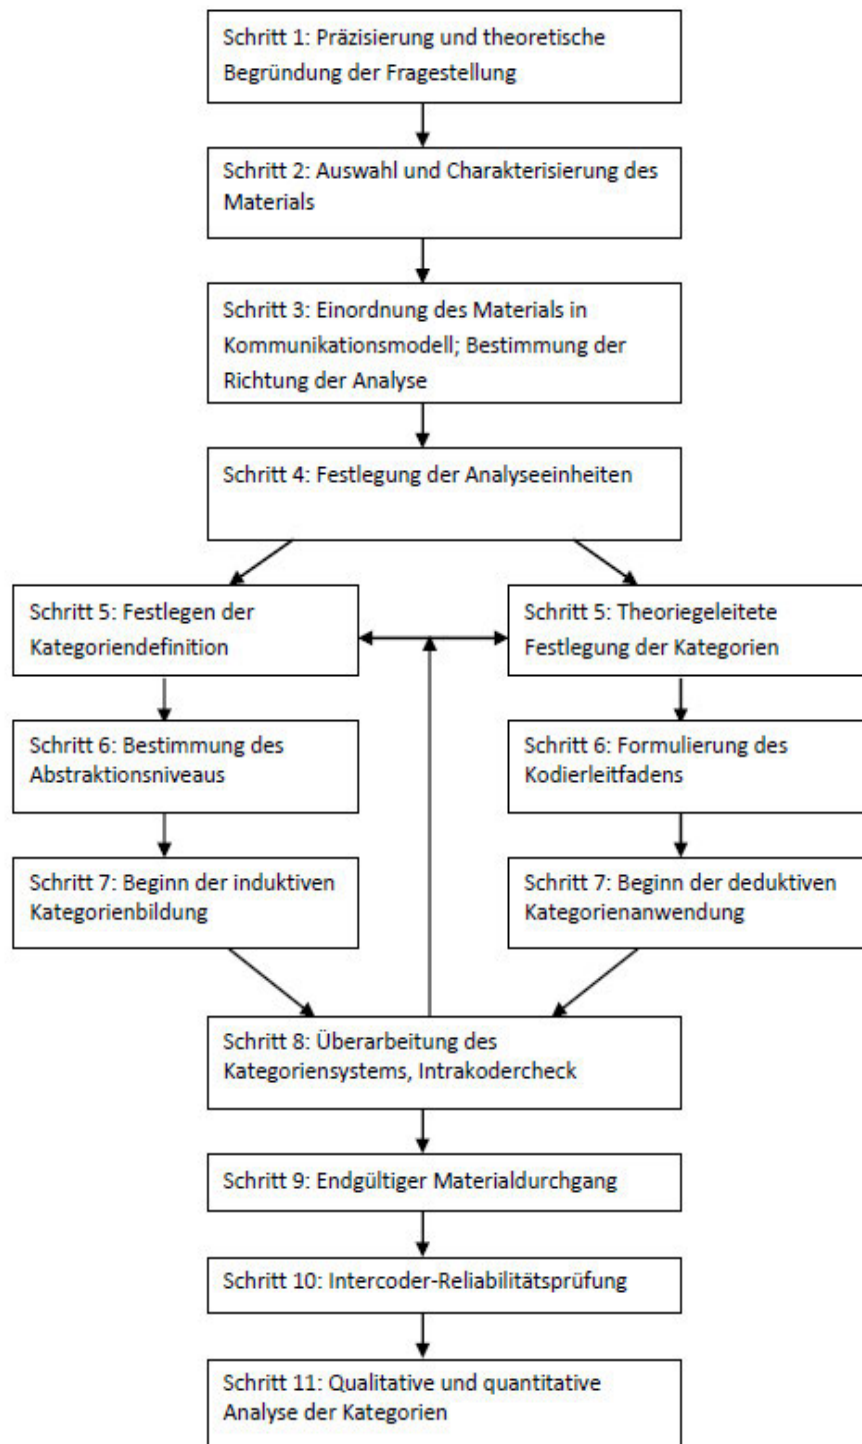 Schritt 1: Präzisierung und theoretische
Begründung der Fragestellung
Schritt 2: Auswahl und Charakterisierung des
Materials
Schritt 3: Einordnung des Materials in
Kommunikationsmodell; Bestimmung der
Richtung der Analyse
Schritt 4: Festlegung der Analyseeinheiten
Schritt 5: Festlegen der
Kategoriendefinition
Schritt 5: Theoriegeleitete
Festlegung der Kategorien
Schritt 6: Bestimmung des
Abstraktionsniveaus
Schritt 6: Formulierung des
Kodierleitfadens
Schritt 7: Beginn der induktiven
Kategorienbildung
Schritt 7: Beginn der deduktiven
Kategorienanwendung
Schritt 8: Überarbeitung des
Kategoriensystems, Intrakodercheck
Schritt 9: Endgültiger Materialdurchgang
Schritt 10: Intercoder-Reliabilitätsprüfung
Schritt 11: Qualitative und quantitative
Analyse der Kategorien